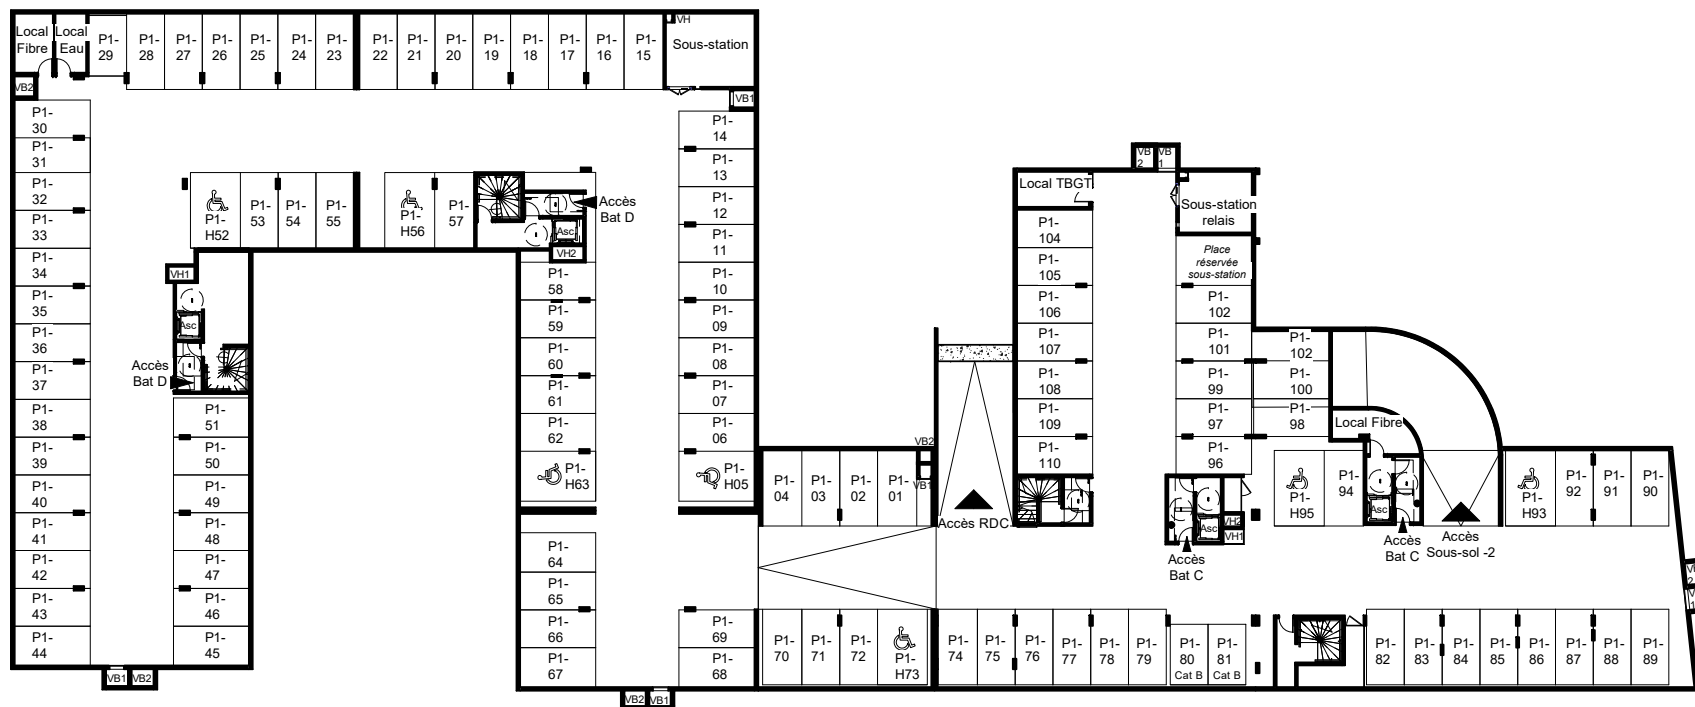 Local
Fibre
Local
Eau
P1-
29
P1-
28
P1-
27
P1-
26
P1-
25
P1-
24
P1-
23
P1-
22
P1-
21
P1-
20
P1-
19
P1-
18
P1-
17
P1-
16
P1-
15
VH
Sous-station
VB2
VB1
P1-
30
P1-
31
P1-
32
P1-
33
P1-
34
P1-
35
P1-
36
P1-
37
P1-
38
P1-
39
P1-
40
P1-
41
P1-
42
P1-
43
P1-
44
P1-
H52
P1-
53
P1-
54
P1-
55
P1-
H56
P1-
57
Accès
Bat D
Asc
VH2
VH1
Asc
Accès
Bat D
P1-
51
P1-
50
P1-
49
P1-
48
P1-
47
P1-
46
P1-
45
VB1
VB2
P1-
14
P1-
13
P1-
12
P1-
11
P1-
10
P1-
09
P1-
08
P1-
07
P1-
06
P1-
H05
P1-
58
P1-
59
P1-
60
P1-
61
P1-
62
P1-
H63
P1-
64
P1-
65
P1-
66
P1-
67
P1-
69
P1-
68
VB2
VB1
VB2
VB1
P1-
04
P1-
03
P1-
02
P1-
01
Accès RDC
P1-
70
P1-
71
P1-
72
P1-
H73
P1-
74
P1-
75
P1-
76
P1-
77
P1-
78
P1-
79
P1-
80
Cat B
P1-
81
Cat B
VB
2
VB
1
Local TBGT
Sous-station
relais
Place
réservée
sous-station
P1-
104
P1-
105
P1-
106
P1-
107
P1-
108
P1-
109
P1-
110
P1-
102
P1-
101
P1-
99
P1-
97
P1-
96
P1-
102
P1-
100
P1-
98
Local Fibre
Asc
VH2
VH1
Accès
Bat C
P1-
H95
P1-
94
Asc
Accès
Bat C
Accès
Sous-sol -2
P1-
H93
P1-
92
P1-
91
P1-
90
P1-
82
P1-
83
P1-
84
P1-
85
P1-
86
P1-
87
P1-
88
P1-
89